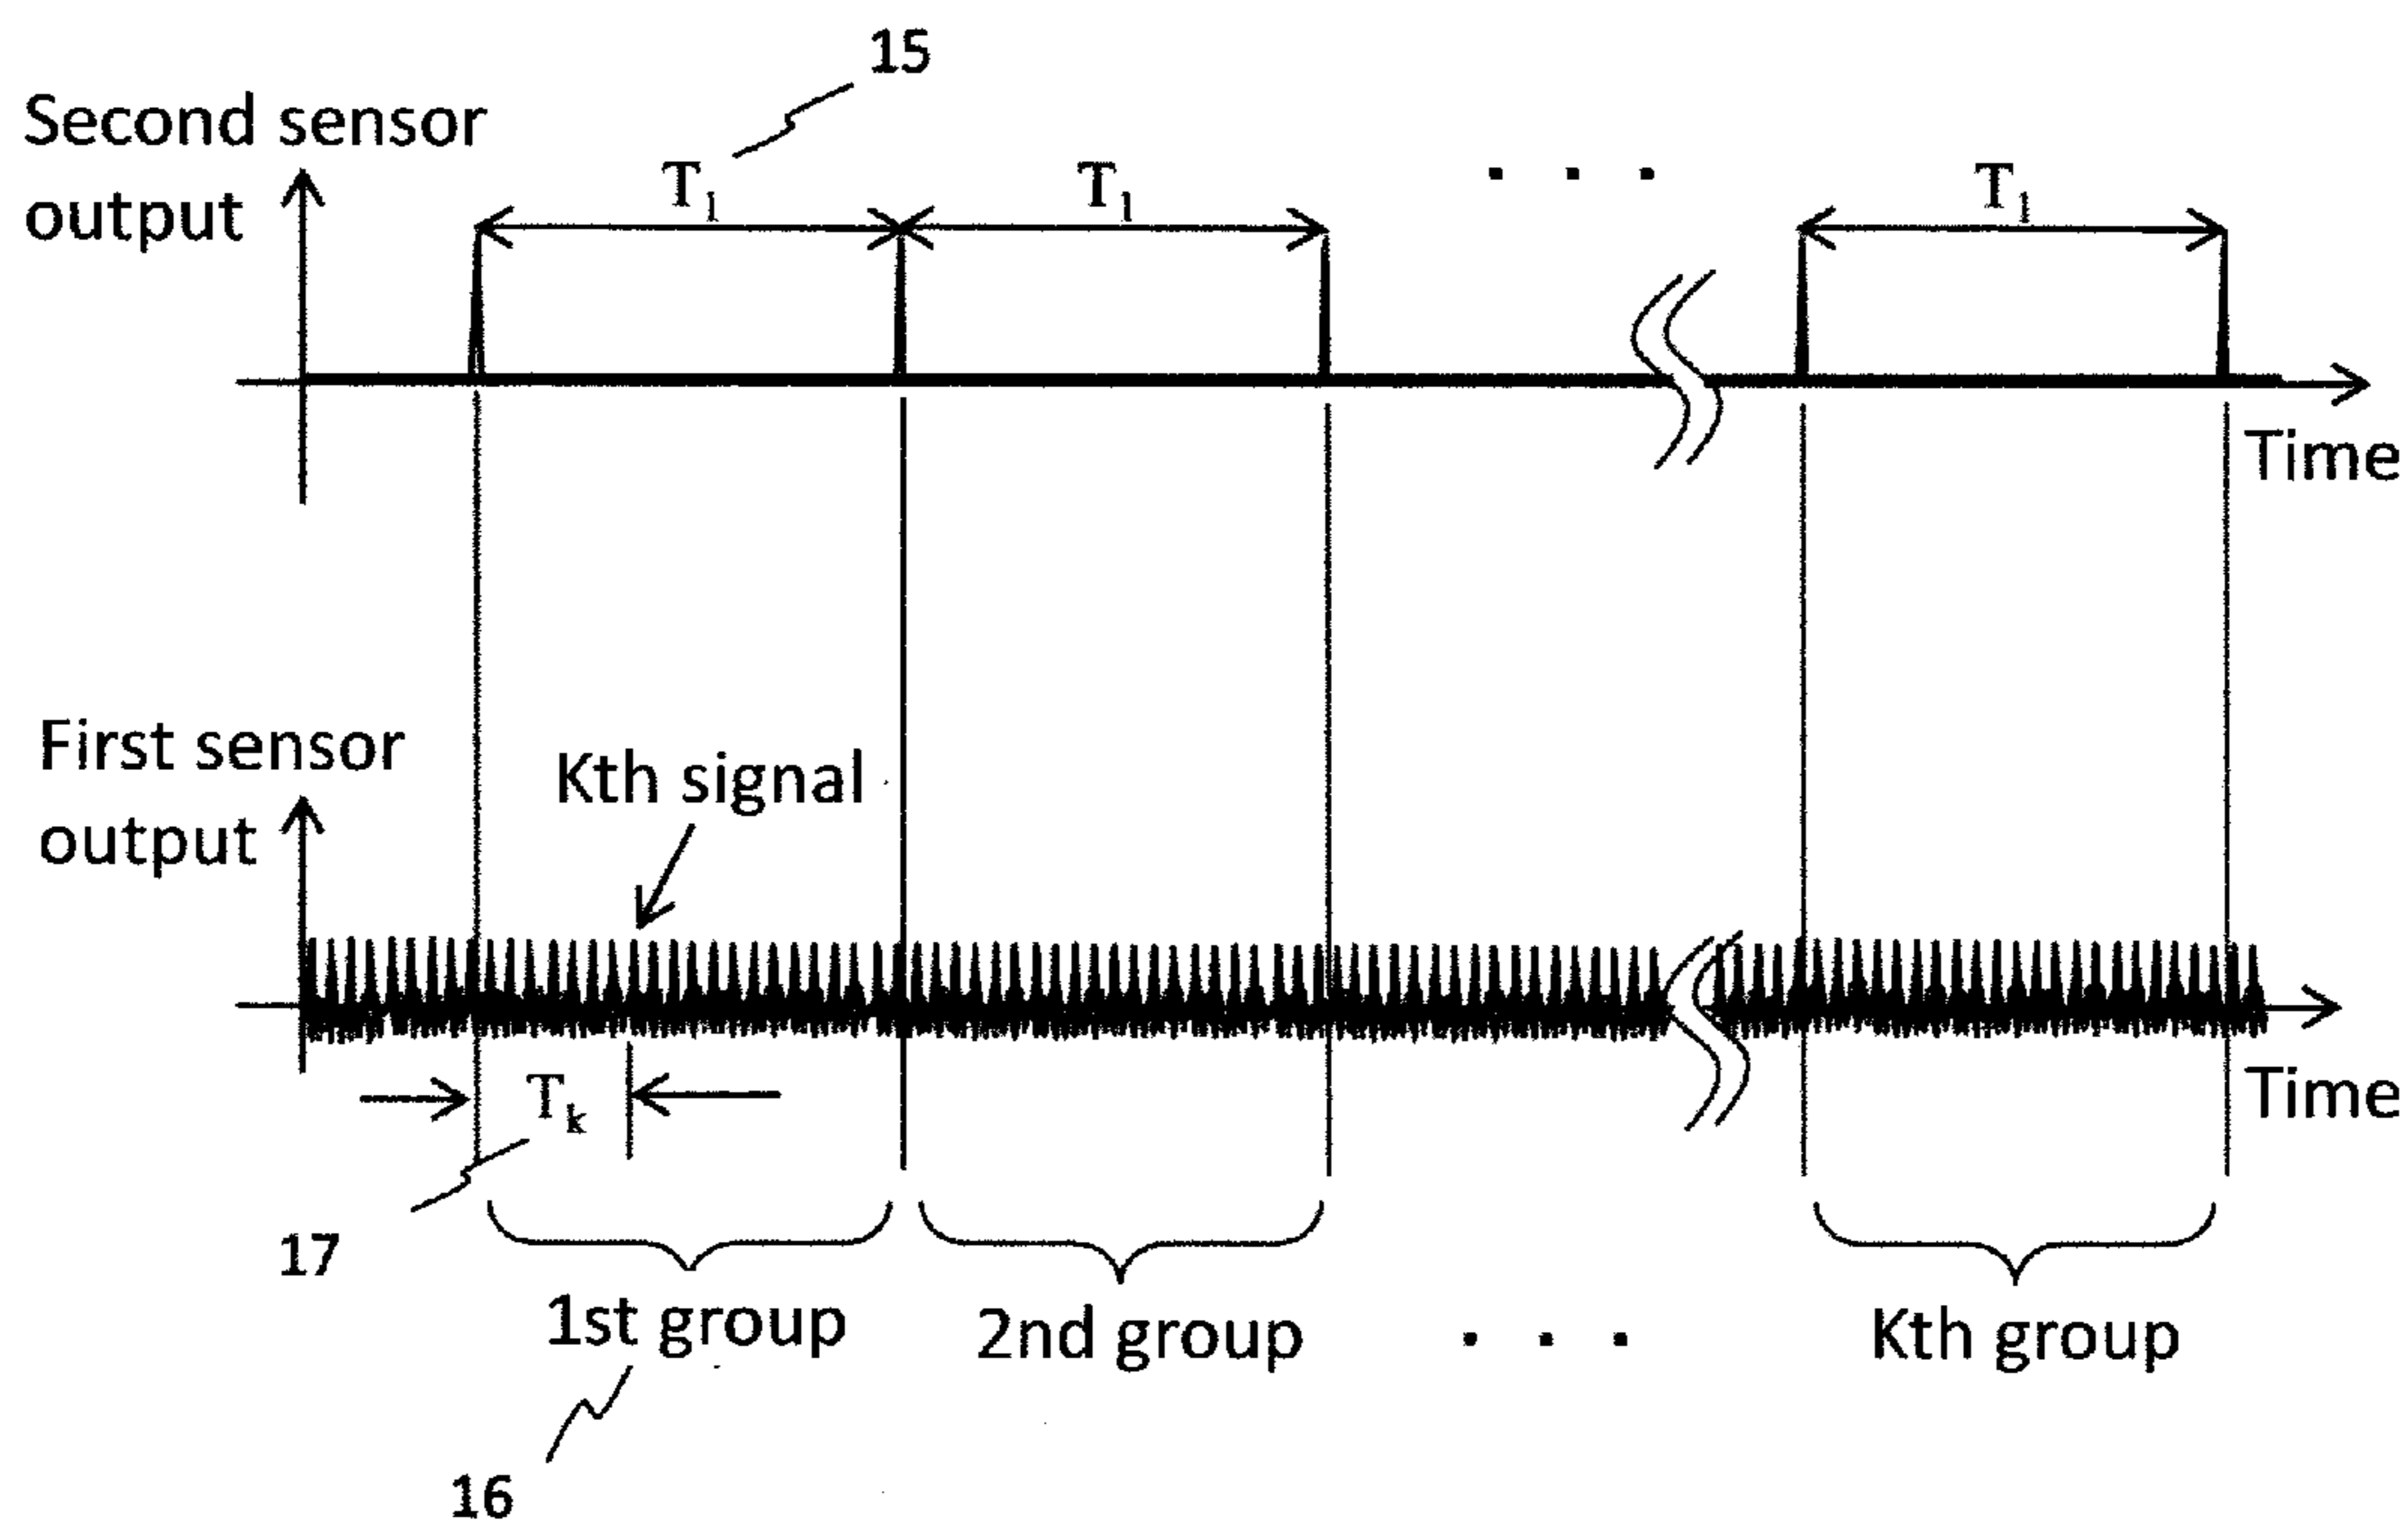 15
Second sensor
output
T1 T1 . . . T1
Time
First sensor
output
Kth signal
Tk
Time
17
1st group 2nd group . . . Kth group
16